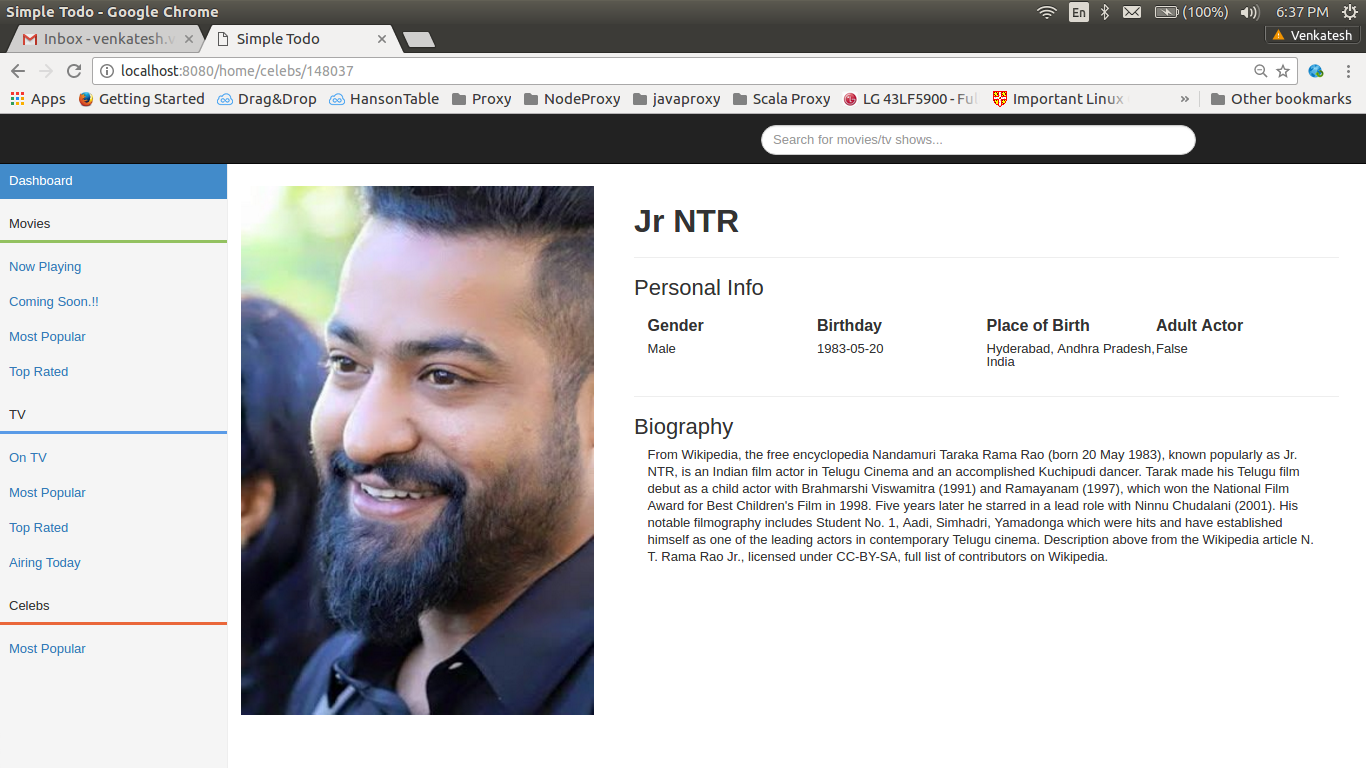 Simple Todo - Google Chrome
En
(100%)
6:37 PM
Inbox - venkatesh.v
Simple Todo
Venkatesh
localhost:8080/home/celebs/148037
Apps
Getting Started
Drag&Drop
HansonTable
Proxy
NodeProxy
javaproxy
Scala Proxy
LG 43LF5900 - Ful
Important Linux
»
Other bookmarks
Search for movies/tv shows...
Dashboard
Movies
Now Playing
Coming Soon.!!
Most Popular
Top Rated
TV
On TV
Most Popular
Top Rated
Airing Today
Celebs
Most Popular
Jr NTR
Personal Info
Gender
Male
Birthday
1983-05-20
Place of Birth
Hyderabad, Andhra Pradesh,
India
Adult Actor
False
Biography
From Wikipedia, the free encyclopedia Nandamuri Taraka Rama Rao (born 20 May 1983), known popularly as Jr.
NTR, is an Indian film actor in Telugu Cinema and an accomplished Kuchipudi dancer. Tarak made his Telugu film
debut as a child actor with Brahmarshi Viswamitra (1991) and Ramayanam (1997), which won the National Film
Award for Best Children's Film in 1998. Five years later he starred in a lead role with Ninnu Chudalani (2001). His
notable filmography includes Student No. 1, Aadi, Simhadri, Yamadonga which were hits and have established
himself as one of the leading actors in contemporary Telugu cinema. Description above from the Wikipedia article N.
T. Rama Rao Jr., licensed under CC-BY-SA, full list of contributors on Wikipedia.